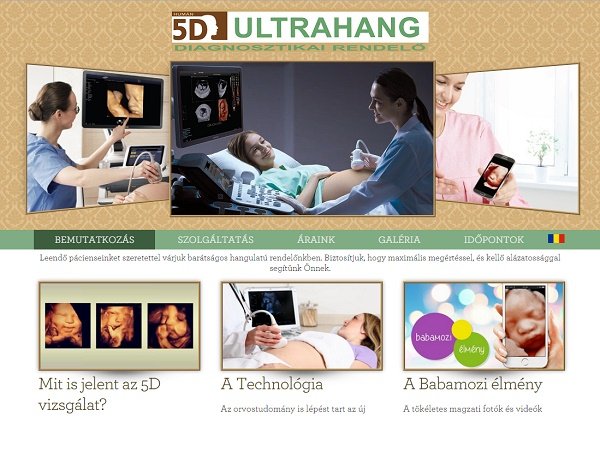 HUMAN
5D ULTRAHANG
DIAGNOSZTIKAI RENDELŐ
BEMUTATKOZÁS SZOLGÁLTATÁS ÁRAINK GALÉRIA IDŐPONTOK
Leendő pácienseinket szeretettel várjuk barátságos hangulatú rendelőnkben. Biztosítjuk, hogy maximális megértéssel, és kellő alázatossággal
segítünk Önnek.
babamozi
élmény
Mit is jelent az 5D
vizsgálat?
A Technológia
Az orvostudomány is lépést tart az új
A Babamozi élmény
A tökéletes magzati fotók és videók